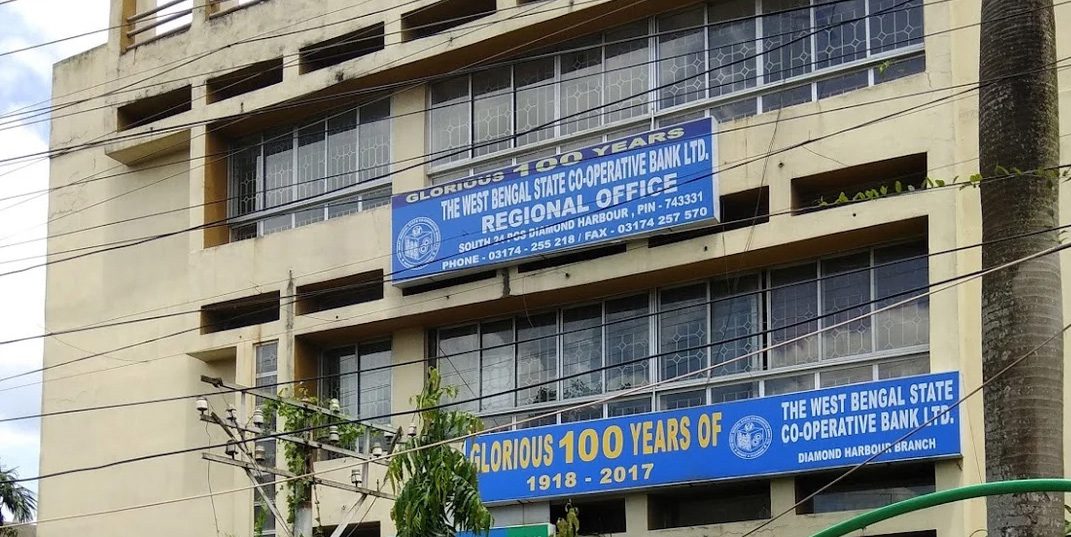 GLORIOUS 100 YEARS
THE WEST BENGAL STATE CO-OPERATIVE BANK LTD.
REGIONAL OFFICE
SOUTH 24 PGS DIAMOND HARBOUR , PIN - 743331
PHONE - 03174 - 255 218 / FAX - 03174 257 570
GLORIOUS 100 YEARS OF
1918 - 2017
THE WEST BENGAL STATE
CO-OPERATIVE BANK LTD.
DIAMOND HARBOUR BRANCH